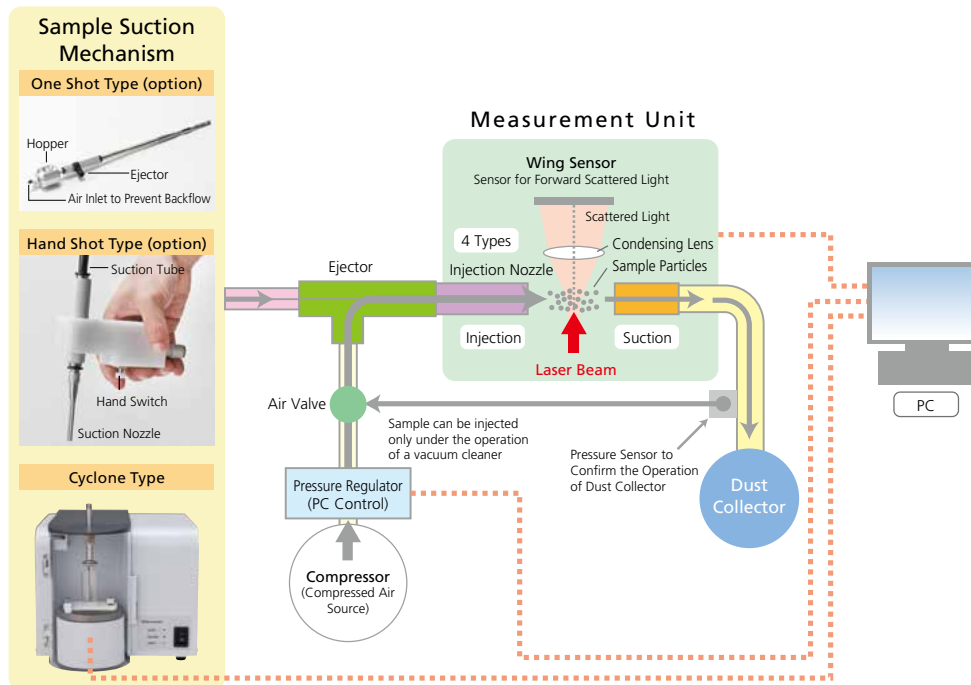 Sample Suction
Mechanism
One Shot Type (option)
Hopper
Ejector
Air Inlet to Prevent Backflow
Hand Shot Type (option)
Suction Tube
Hand Switch
Suction Nozzle
Cyclone Type
Measurement Unit
Wing Sensor
Sensor for Forward Scattered Light
Scattered Light
4 Types
Condensing Lens
Ejector
Injection Nozzle
Sample Particles
Injection
Suction
Laser Beam
Air Valve
Sample can be injected
only under the operation
of a vacuum cleaner
Pressure Sensor to
Confirm the Operation
of Dust Collector
PC
Pressure Regulator
(PC Control)
Dust
Collector
Compressor
(Compressed Air
Source)